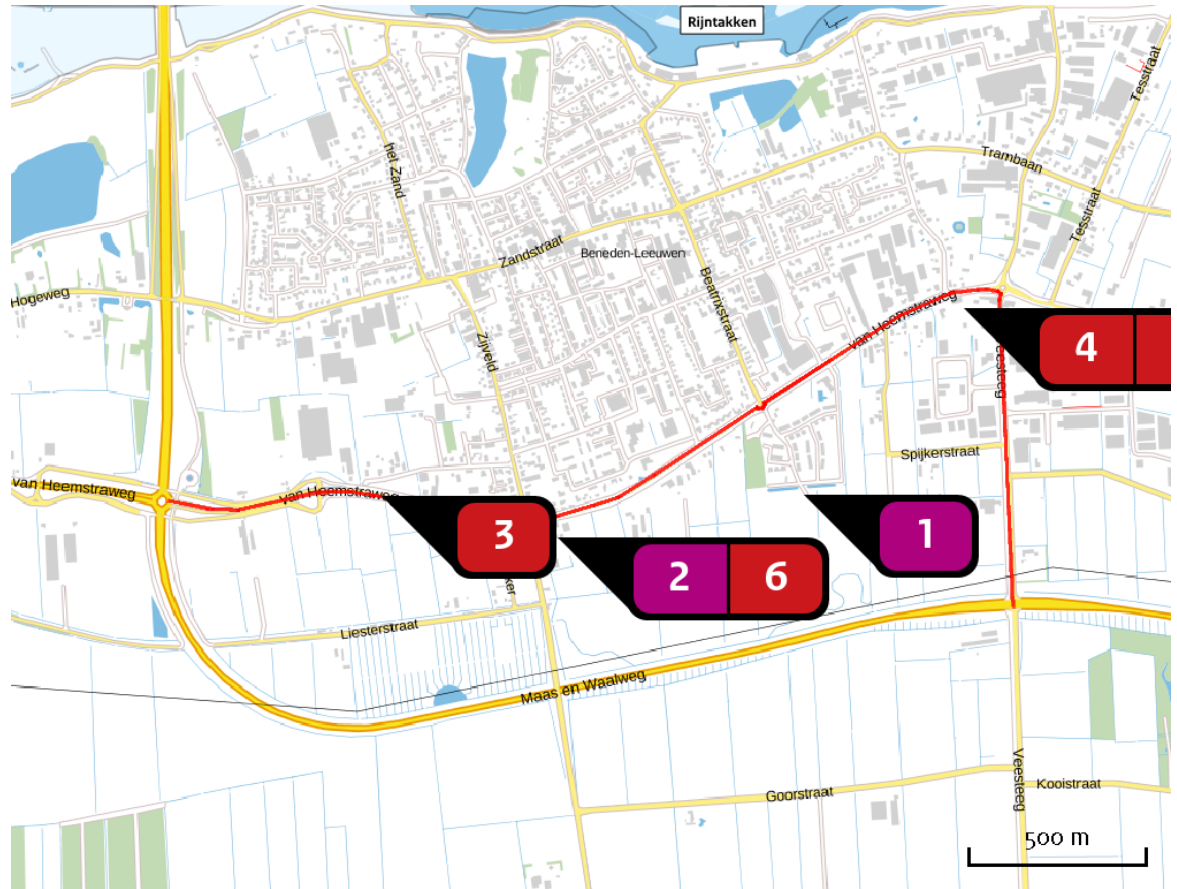 Rijntakken
Tesstraat
het Zand
Trambaan
Tesstraat
Zandstraat
Beneden-Leeuwen
Beatrixstraat
Hogeweg
van Heemstraweg
Zijveld
4
Spijkerstraat
van Heemstraweg
van Heemstraweg
3
1
2 6
Liesterstraat
Maas en Waalweg
Veesteeg
Goorstraat
Kooistraat
500 m